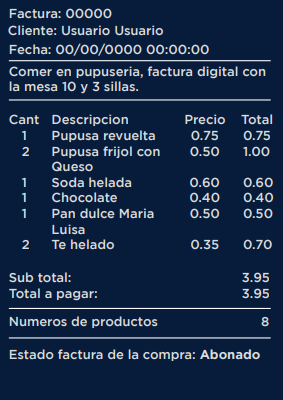 Factura: 00000
Cliente: Usuario Usuario
Fecha: 00/00/0000 00:00:00
Comer en pupuseria, factura digital con
la mesa 10 y 3 sillas.
Cant Descripcion Precio Total
1 Pupusa revuelta 0.75 0.75
2 Pupusa frijol con 0.50 1.00
Queso
1 Soda helada 0.60 0.60
1 Chocolate 0.40 0.40
1 Pan dulce Maria 0.50 0.50
Luisa
2 Te helado 0.35 0.70
Sub total: 3.95
Total a pagar: 3.95
Numeros de productos 8
Estado factura de la compra: Abonado